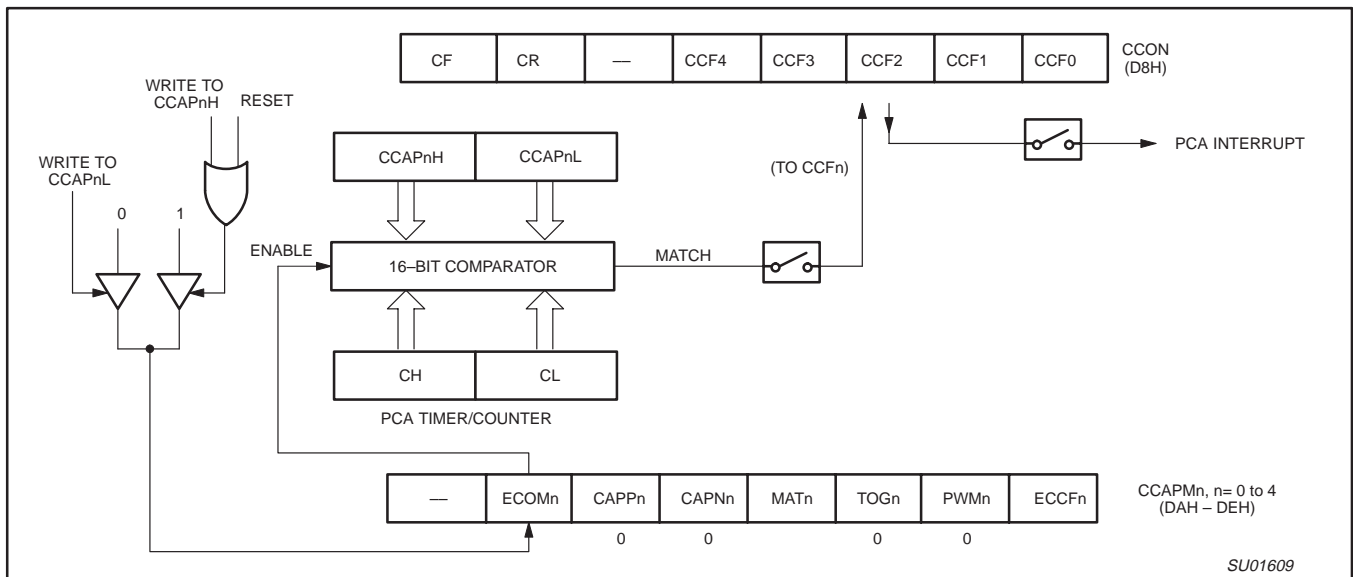 CF CR — CCF4 CCF3 CCF2 CCF1 CCF0
CCON
(D8H)
WRITE TO
CCAPnH
RESET
WRITE TO
CCAPnL
0 1
CCAPnH CCAPnL
(TO CCFn)
PCA INTERRUPT
ENABLE
16–BIT COMPARATOR
MATCH
CH CL
PCA TIMER/COUNTER
— ECOMn CAPPn CAPNn MATn TOGn PWMn ECCFn
0 0 0 0
CCAPMn, n= 0 to 4
(DAH – DEH)
SU01609